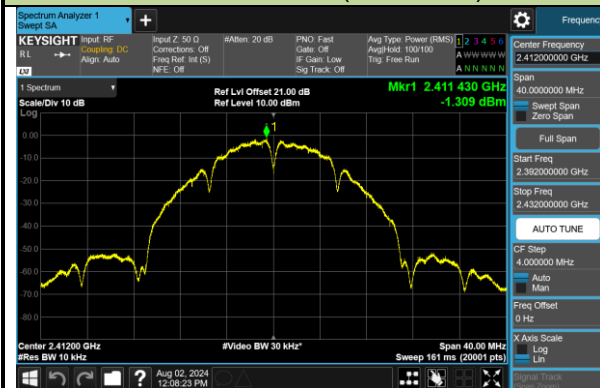 Spectrum Analyzer 1
Swept SA
+
Frequency
KEYSIGHT
Input: RF
Coupling: DC
Align: Auto
Input Z: 50 Ω
Corrections: Off
Freq Ref: Int (S)
NFE: Off
#Atten: 20 dB
PNO: Fast
Gate: Off
IF Gain: Low
Sig Track: Off
Avg Type: Power (RMS)
Avg|Hold: 100/100
Trig: Free Run
1 2 3 4 5 6
A W W W W W
A N N N N N
R L
LXI
1 Spectrum
Scale/Div 10 dB
Log
Ref Lvl Offset 21.00 dB
Ref Level 10.00 dBm
Mkr1 2.411 430 GHz
-1.309 dBm
1
0.00
-10.0
-20.0
-30.0
-40.0
-50.0
-60.0
-70.0
-80.0
Center 2.41200 GHz
#Res BW 10 kHz
#Video BW 30 kHz*
Span 40.00 MHz
Sweep 161 ms (20001 pts)
Aug 02, 2024
12:08:23 PM
?
Center Frequency
2.412000000 GHz
Span
40.0000000 MHz
Swept Span
Zero Span
Full Span
Start Freq
2.392000000 GHz
Stop Freq
2.432000000 GHz
AUTO TUNE
CF Step
4.000000 MHz
Auto
Man
Freq Offset
0 Hz
X Axis Scale
Log
Lin
Signal Track